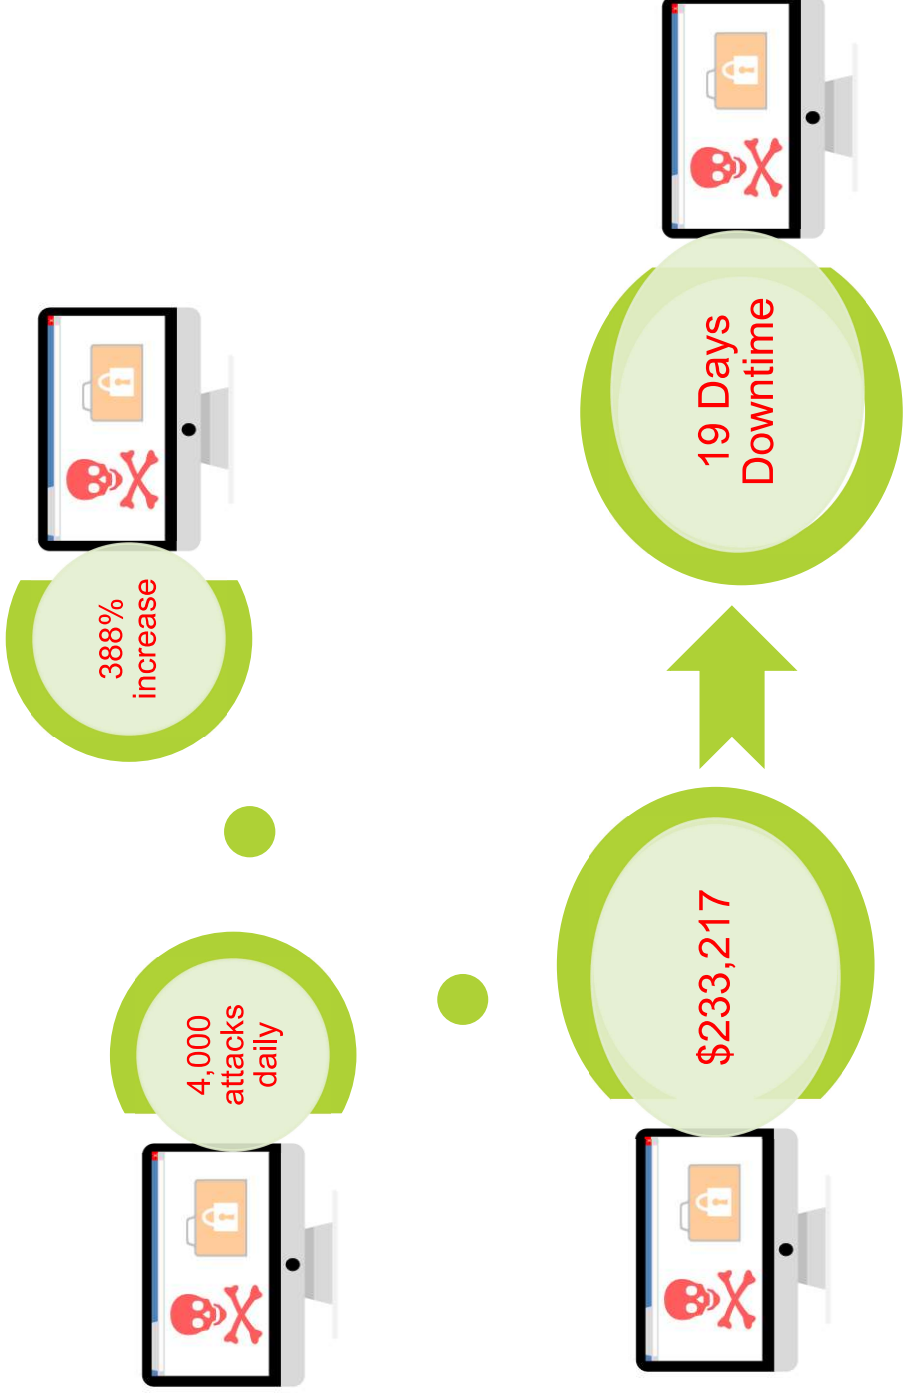 4,000
attacks
daily
388%
increase
$233,217
19 Days
Downtime